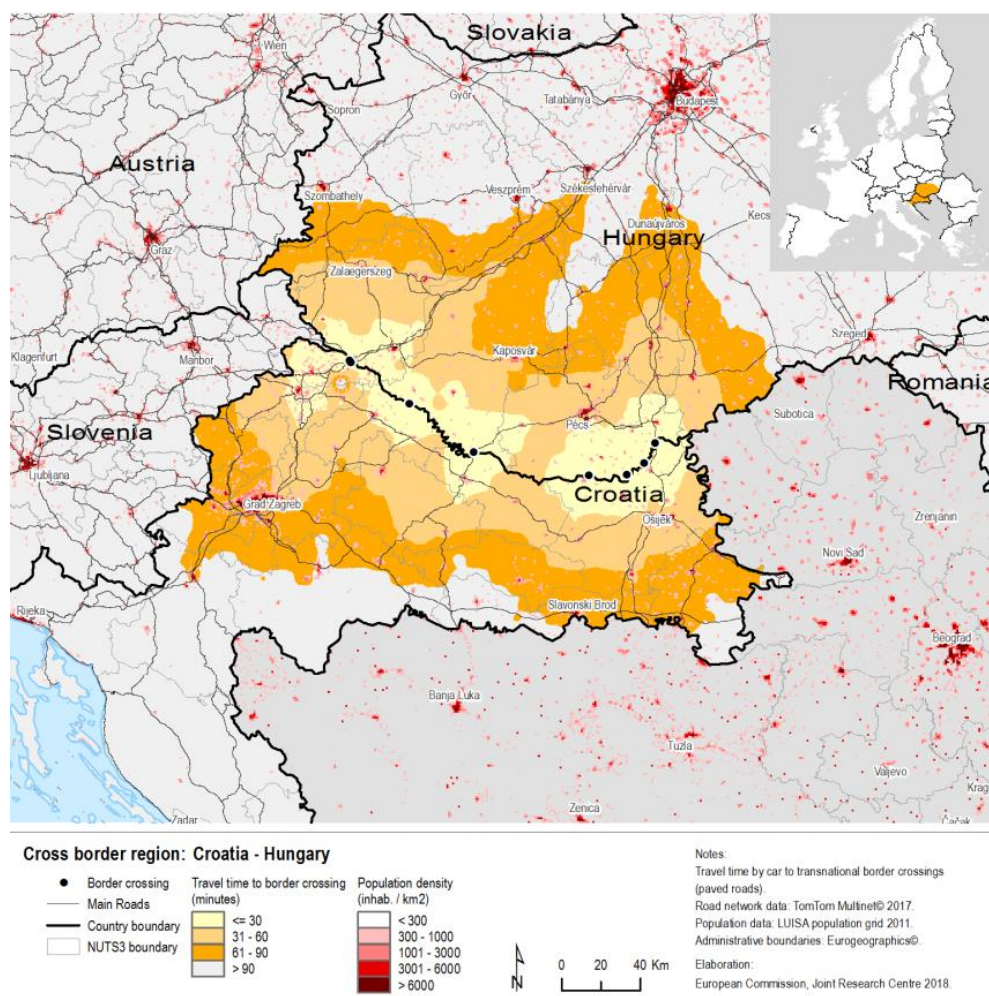 Slovakia
Wien
Győr
Tatabánya
Budapest
Sopron
Austria
Szombathely
Veszprém
Székesfehérvár
Dunaújváros
Kecs
Graz
Hungary
Zalaegerszeg
Szeged
Klagenfurt
Maribor
Kaposvár
Romania
Subotica
Slovenia
Pécs
Ljubljana
Croatia
Grad Zagreb
Osijek
Zrenjanin
Novi Sad
Rijeka
Slavonski Brod
Beograd
Banja Luka
Tuzla
Valjevo
Krag
Zenica
Zadar
Čačak
Cross border region: Croatia - Hungary
Border crossing
Main Roads
Country boundary
NUTS3 boundary
Travel time to border crossing
(minutes)
<= 30
31 - 60
61 - 90
> 90
Population density
(inhab. / km2)
< 300
300 - 1000
1001 - 3000
3001 - 6000
> 6000
N
0 20 40 Km
Notes:
Travel time by car to transnational border crossings
(paved roads).
Road network data: TomTom Multinet© 2017.
Population data: LUISA population grid 2011.
Administrative boundaries: Eurogeographics©.
Elaboration:
European Commission, Joint Research Centre 2018.